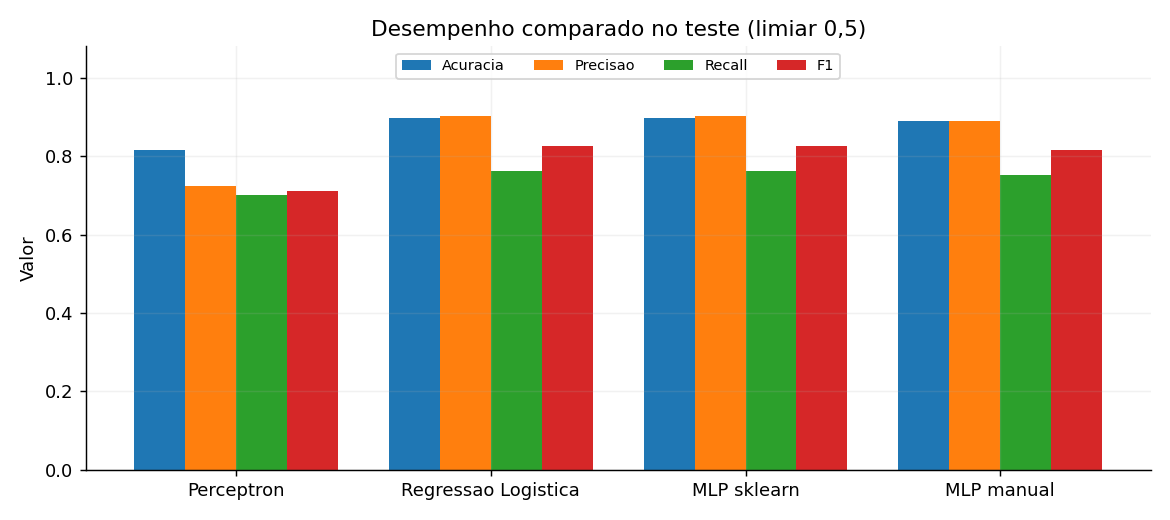 Desempenho comparado no teste (limiar 0,5)
Acuracia Precisao Recall F1
Valor
1.0
0.8
0.6
0.4
0.2
0.0
Perceptron Regressao Logistica MLP sklearn MLP manual